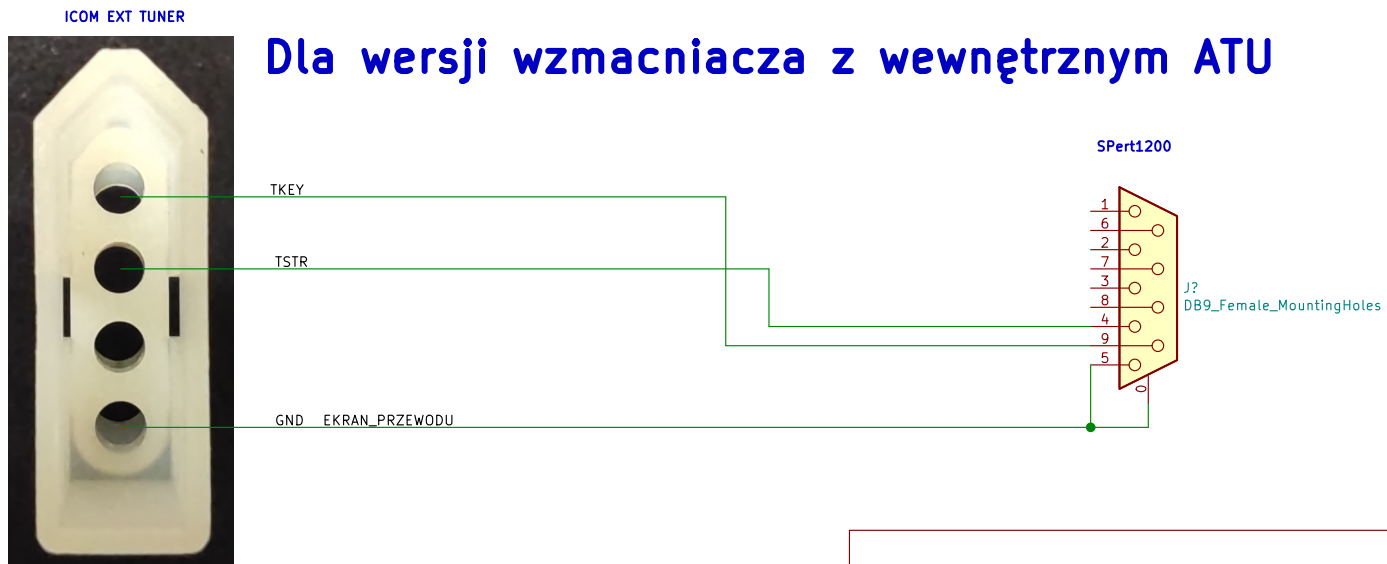 ICOM EXT TUNER
Dla wersji wzmacniacza z wewnętrznym ATU
SPert1200
TKEY
TSTR
GND EKRAN_PRZEWODU
1
6
2
7
3
8
4
9
5
0
J?
DB9_Female_MountingHoles